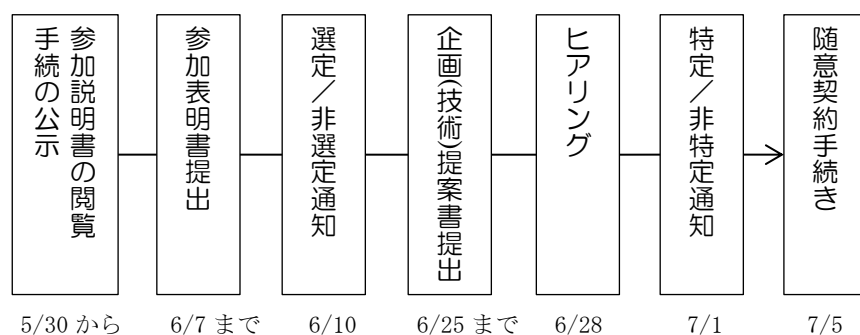 参加説明書の閲覧
手続の公示
参加表明書提出
選定／非選定通知
企画(技術)提案書提出
ヒアリング
特定／非特定通知
随意契約手続き
5/30 から
6/7 まで
6/10
6/25 まで
6/28
7/1
7/5